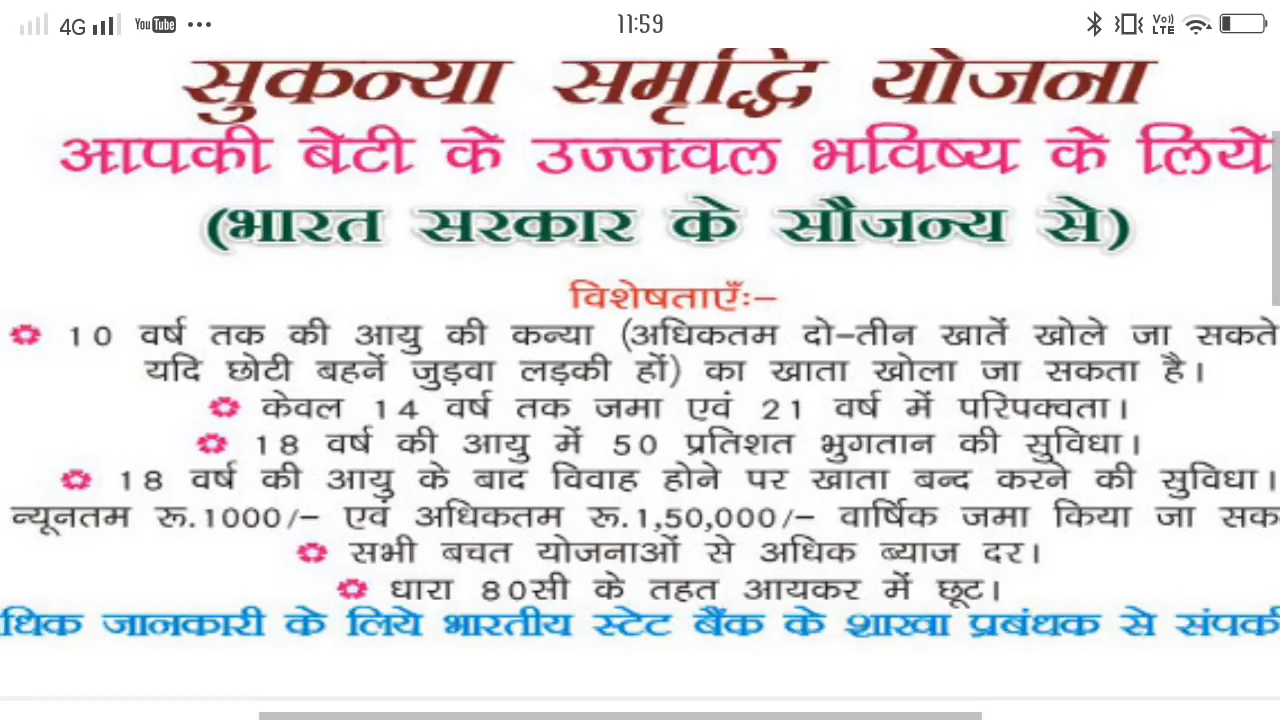 4G YouTube ••• 11:59 Vo)) LTE
सुकन्या समृद्धि योजना
आपकी बेटी के उज्जवल भविष्य के लिये
(भारत सरकार के सौजन्य से)
विशेषताएँः-
10 वर्ष तक की आयु की कन्या (अधिकतम दो-तीन खातें खोले जा सकते
यदि छोटी बहनें जुड़वा लड़की हों) का खाता खोला जा सकता है।
केवल 14 वर्ष तक जमा एवं 21 वर्ष में परिपक्वता।
18 वर्ष की आयु में 50 प्रतिशत भुगतान की सुविधा।
18 वर्ष की आयु के बाद विवाह होने पर खाता बन्द करने की सुविधा।
न्यूनतम रू.1000/- एवं अधिकतम रू.1,50,000/- वार्षिक जमा किया जा सक
सभी बचत योजनाओं से अधिक ब्याज दर।
धारा 80सी के तहत आयकर में छूट।
धिक जानकारी के लिये भारतीय स्टेट बैंक के शाखा प्रबंधक से संपर्क